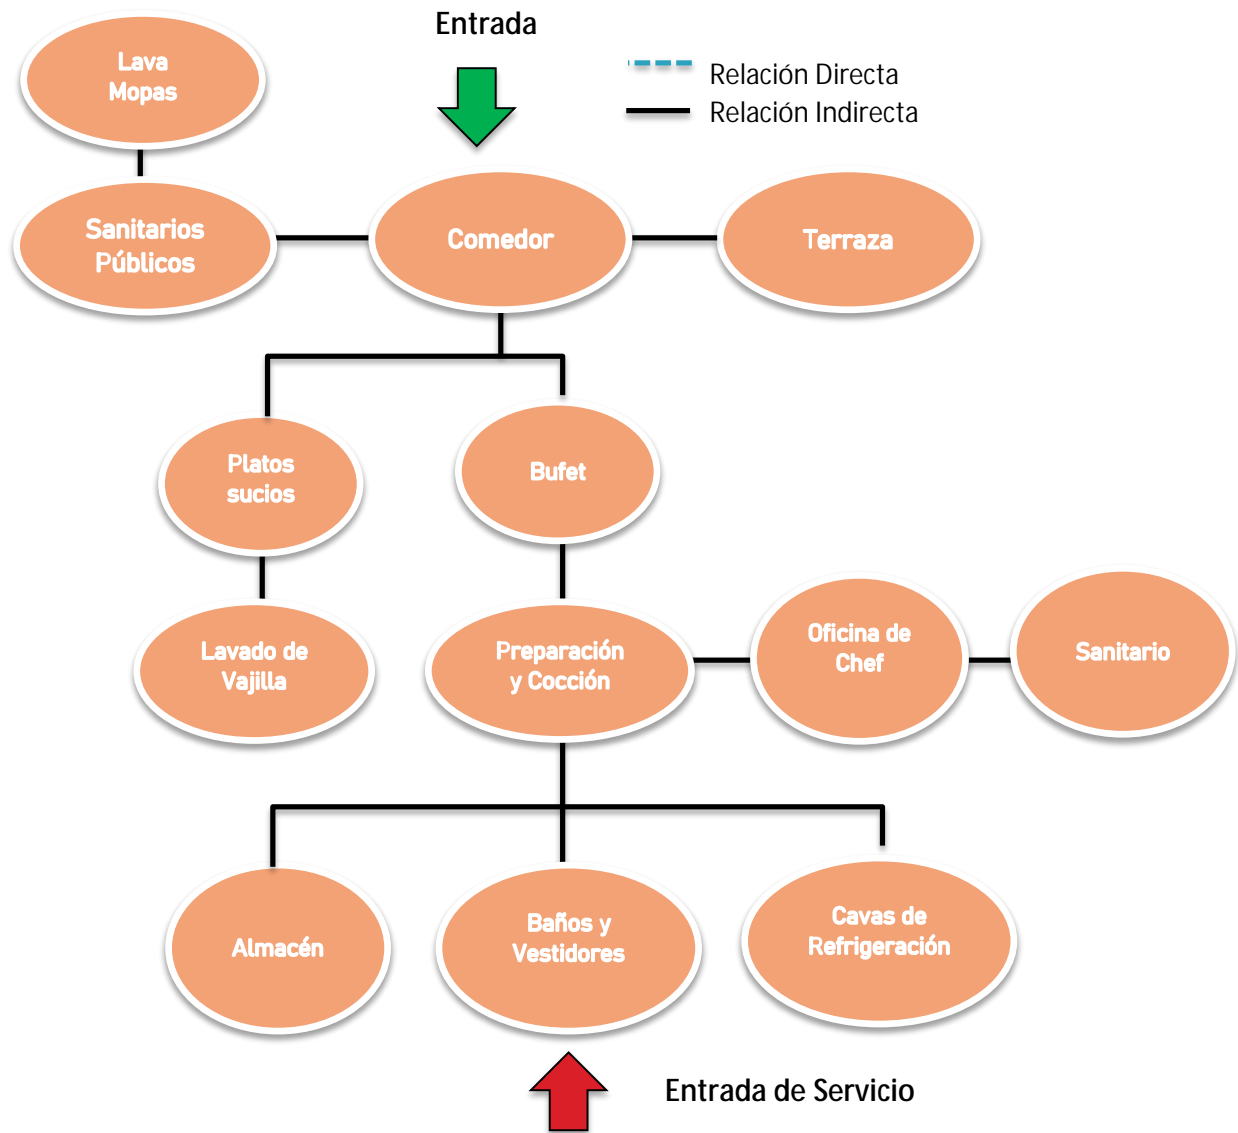 Entrada
Relación Directa
Relación Indirecta
Lava
Mopas
Sanitarios
Públicos
Comedor
Terraza
Platos
sucios
Bufet
Lavado de
Vajilla
Preparación
y Cocción
Oficina de
Chef
Sanitario
Almacén
Baños y
Vestidores
Cavas de
Refrigeración
Entrada de Servicio